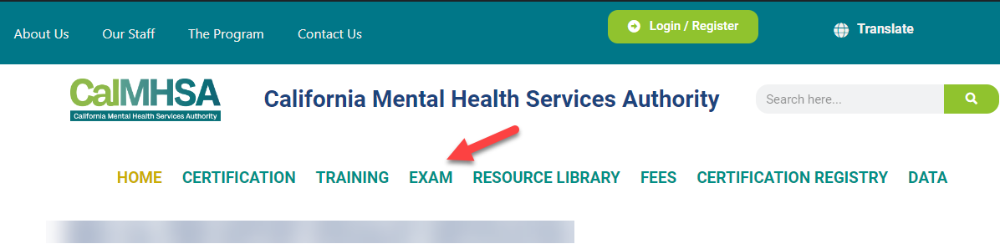 About Us Our Staff The Program Contact Us Login / Register Translate
CalMHSA
California Mental Health Services Authority
California Mental Health Services Authority
Search here...
HOME CERTIFICATION TRAINING EXAM RESOURCE LIBRARY FEES CERTIFICATION REGISTRY DATA